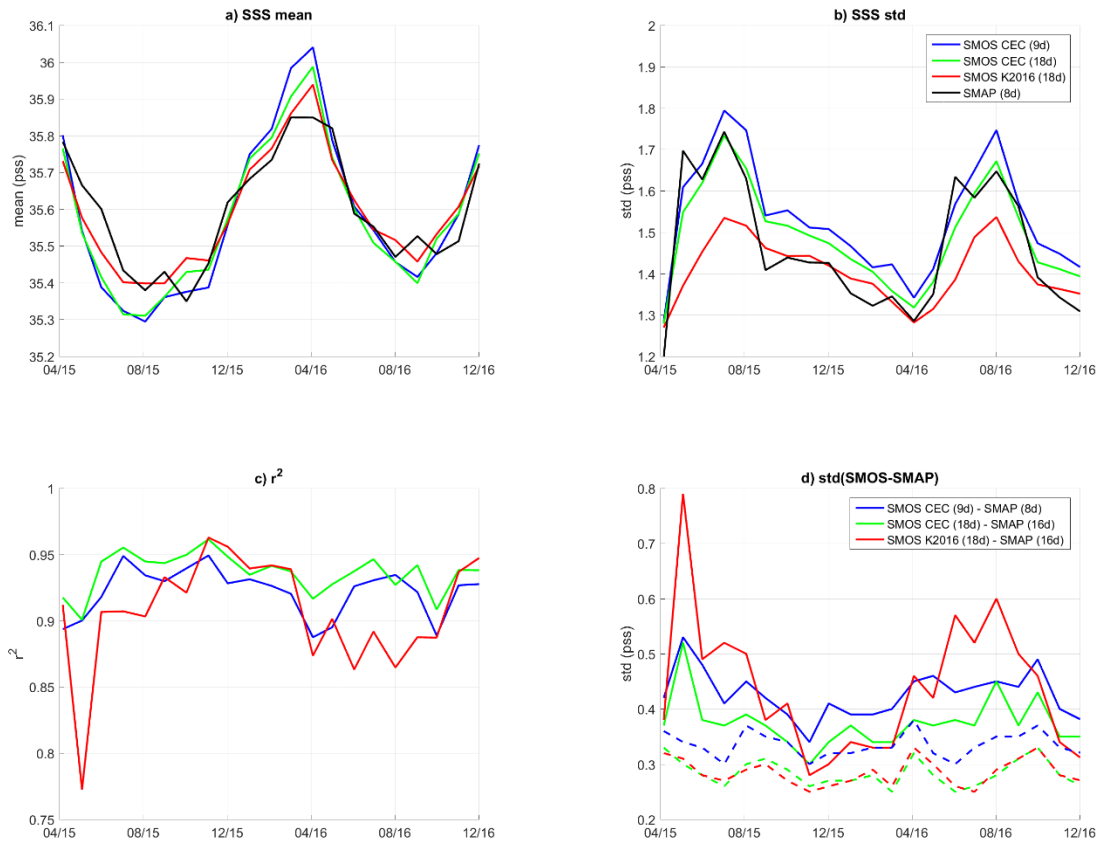 a) SSS mean
36.1
36
35.9
35.8
35.7
35.6
35.5
35.4
35.3
35.2
mean (pss)
04/15 08/15 12/15 04/16 08/16 12/16
b) SSS std
2
1.9
1.8
1.7
1.6
1.5
1.4
1.3
1.2
std (pss)
SMOS CEC (9d)
SMOS CEC (18d)
SMOS K2016 (18d)
SMAP (8d)
04/15 08/15 12/15 04/16 08/16 12/16
c) r²
1
0.95
0.9
0.85
0.8
0.75
r²
04/15 08/15 12/15 04/16 08/16 12/16
d) std(SMOS-SMAP)
0.8
0.7
0.6
0.5
0.4
0.3
0.2
std (pss)
SMOS CEC (9d) - SMAP (8d)
SMOS CEC (18d) - SMAP (16d)
SMOS K2016 (18d) - SMAP (16d)
04/15 08/15 12/15 04/16 08/16 12/16